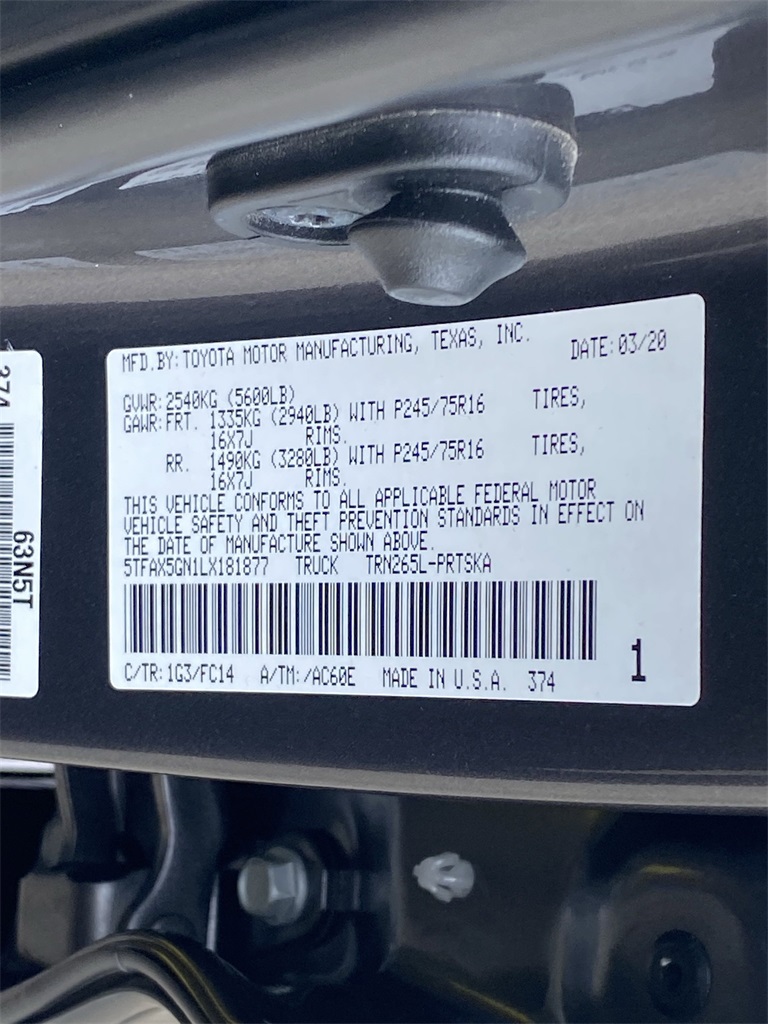 MFD.BY:TOYOTA MOTOR MANUFACTURING, TEXAS, INC. DATE:03/20
GVWR:2540KG (5600LB)
GAWR:FRT. 1335KG (2940LB) WITH P245/75R16 TIRES,
16X7J RIMS.
RR. 1490KG (3280LB) WITH P245/75R16 TIRES,
16X7J RIMS.
THIS VEHICLE CONFORMS TO ALL APPLICABLE FEDERAL MOTOR
VEHICLE SAFETY AND THEFT PREVENTION STANDARDS IN EFFECT ON
THE DATE OF MANUFACTURE SHOWN ABOVE.
5TFAX5GN1LX181877 TRUCK TRN265L-PRTSKA
C/TR:1G3/FC14 A/TM:/AC60E MADE IN U.S.A. 374
1
374
63N5T